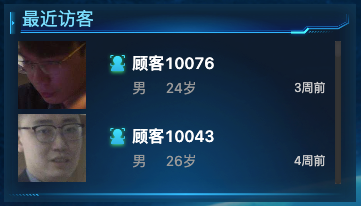 最近访客
顾客10076
男 24岁 3周前
顾客10043
男 26岁 4周前